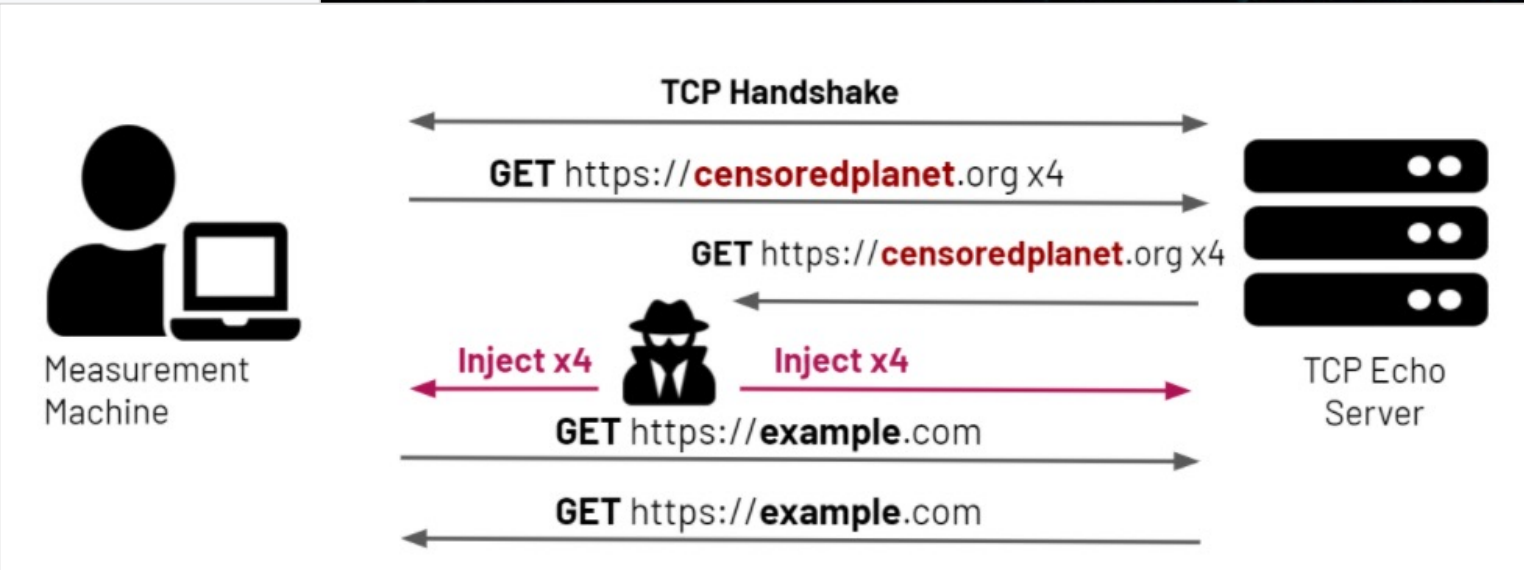 TCP Handshake
GET https://censoredplanet.org x4
GET https://censoredplanet.org x4
Inject x4
Inject x4
Measurement
Machine
TCP Echo
Server
GET https://example.com
GET https://example.com